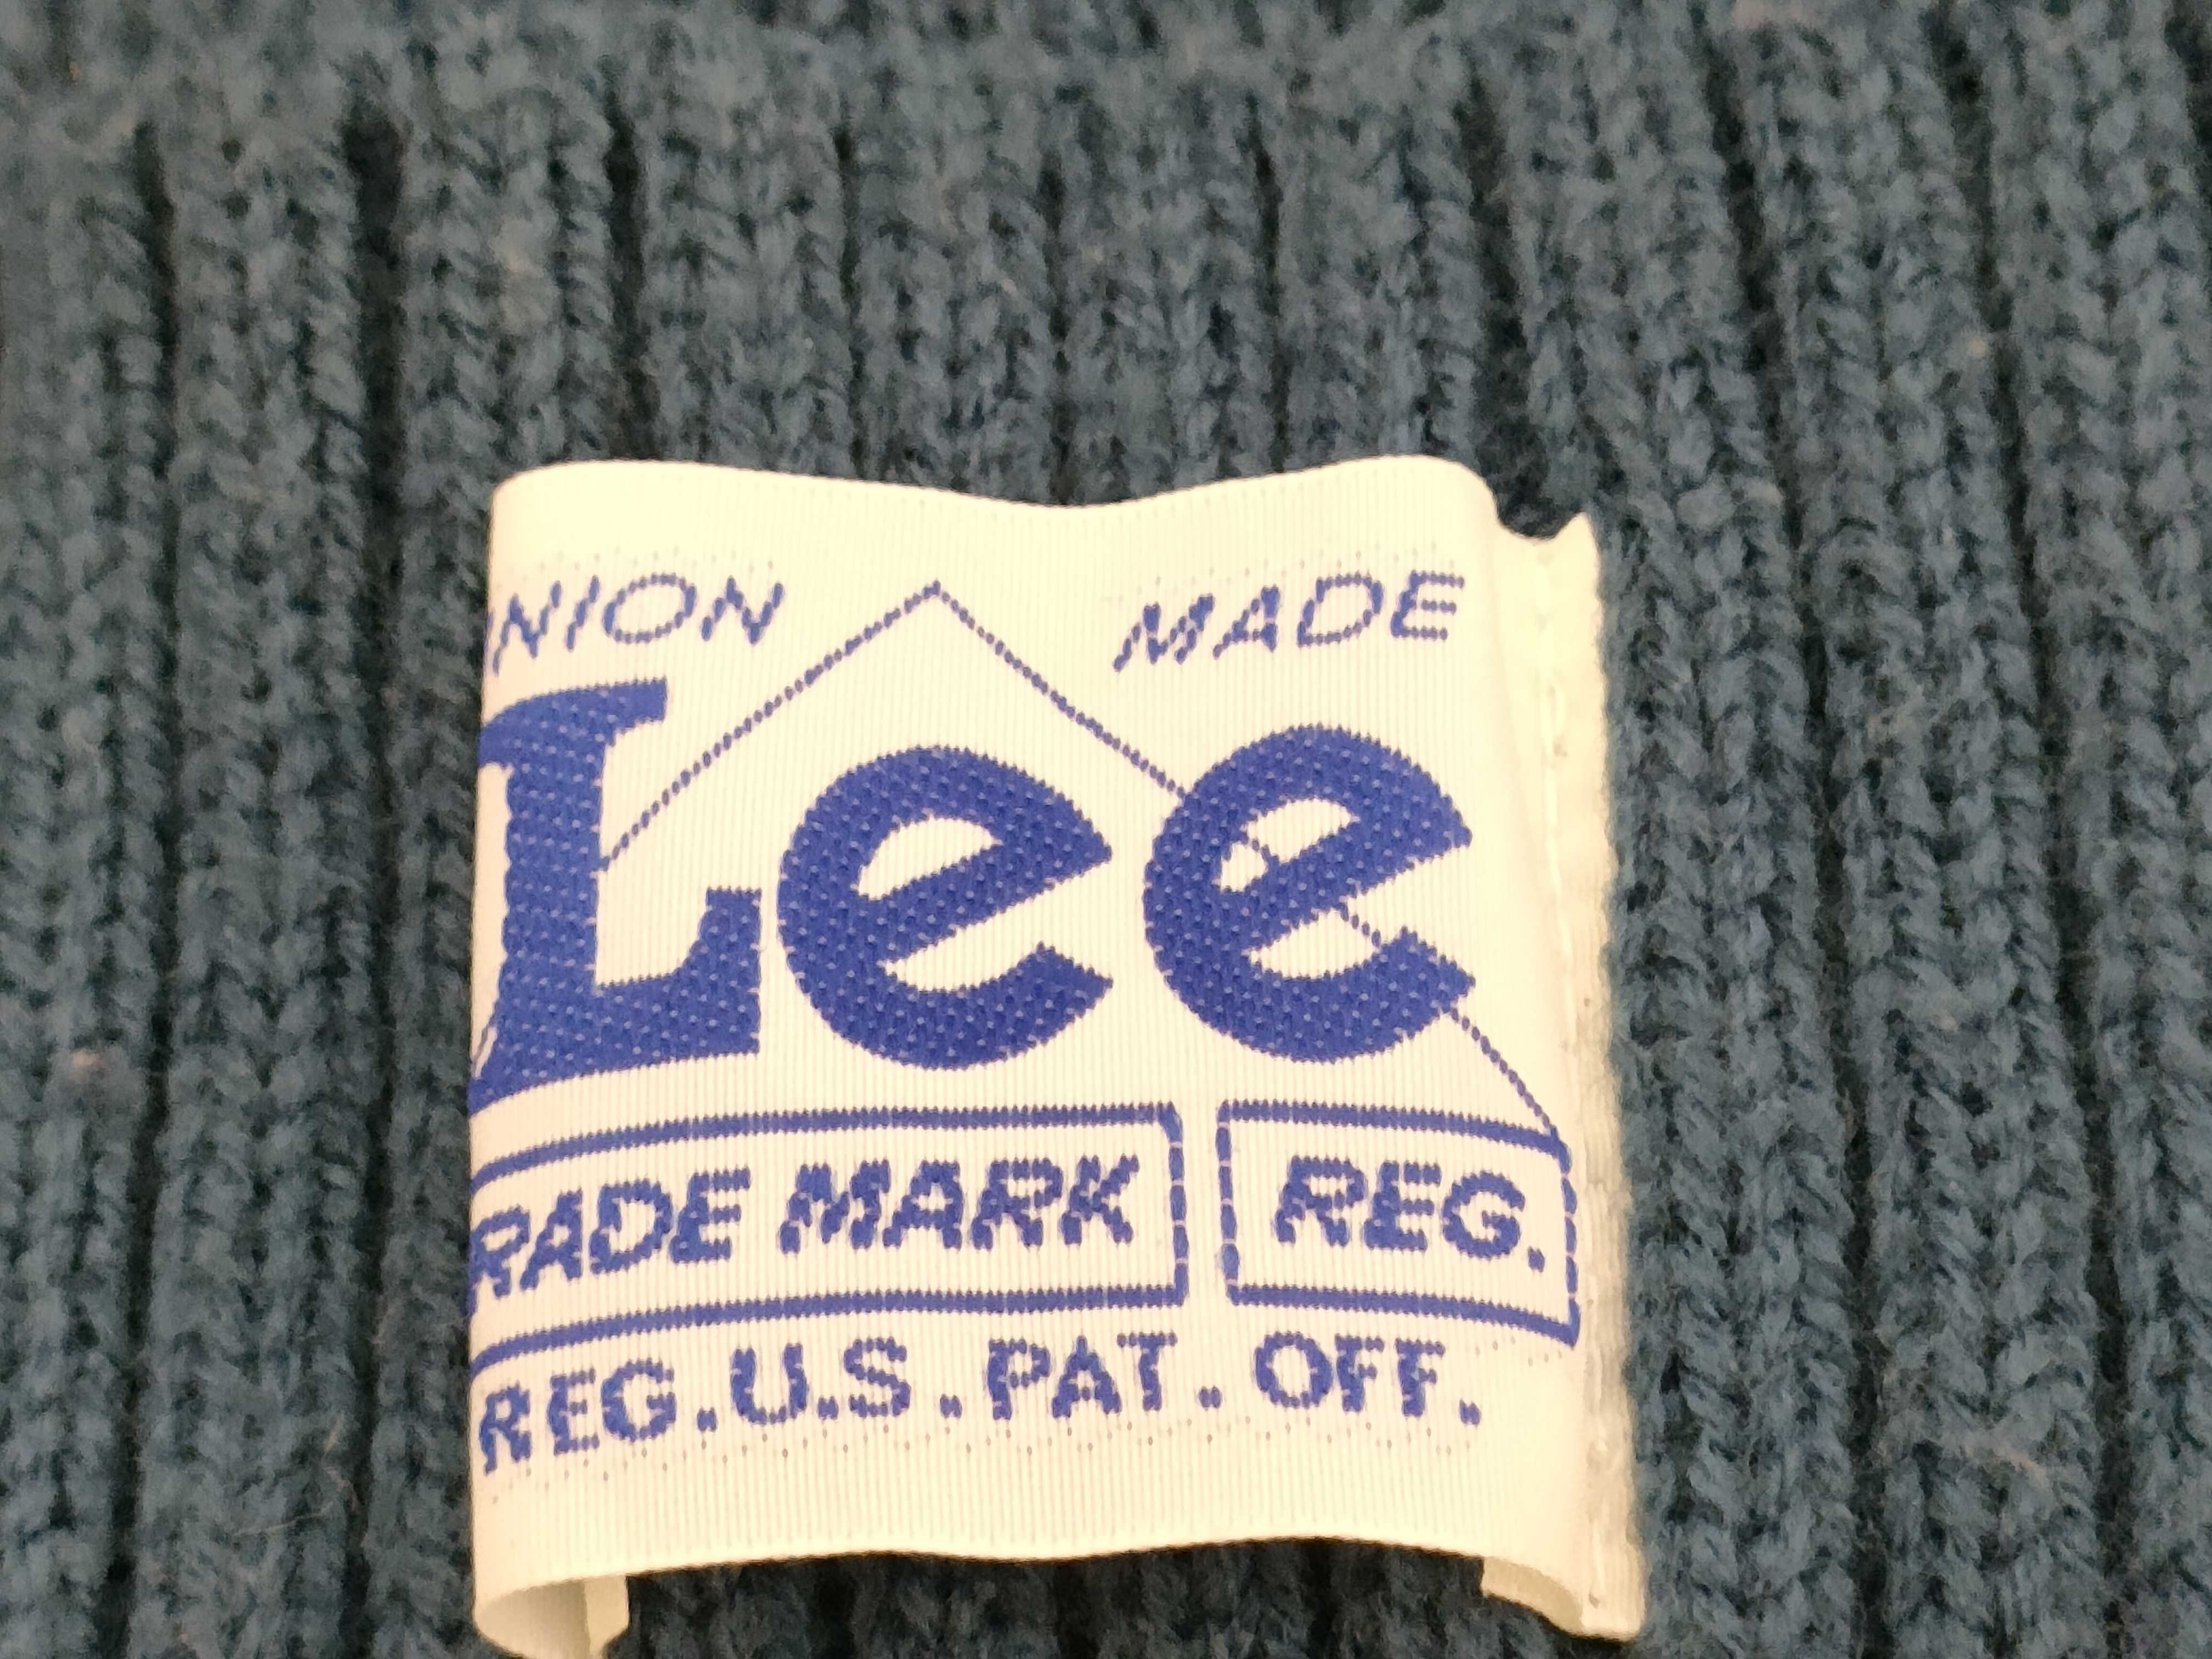 NION MADE
Lee
RADE MARK REG.
REG. U.S. PAT. OFF.